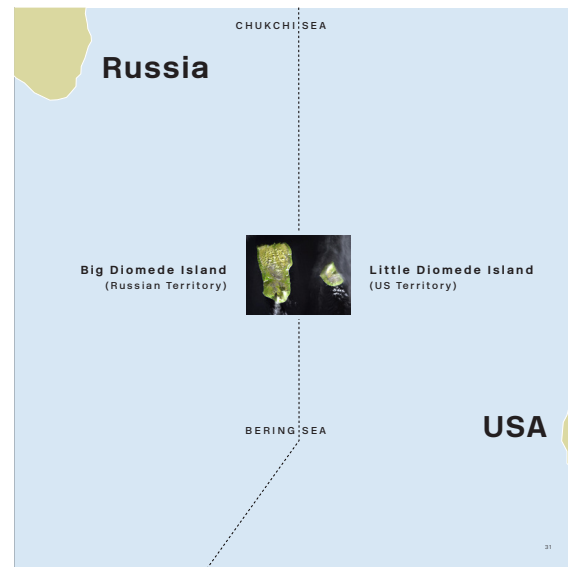 CHUKCHI SEA
Russia
Big Diomede Island
(Russian Territory)
Little Diomede Island
(US Territory)
USA
BERING SEA
31